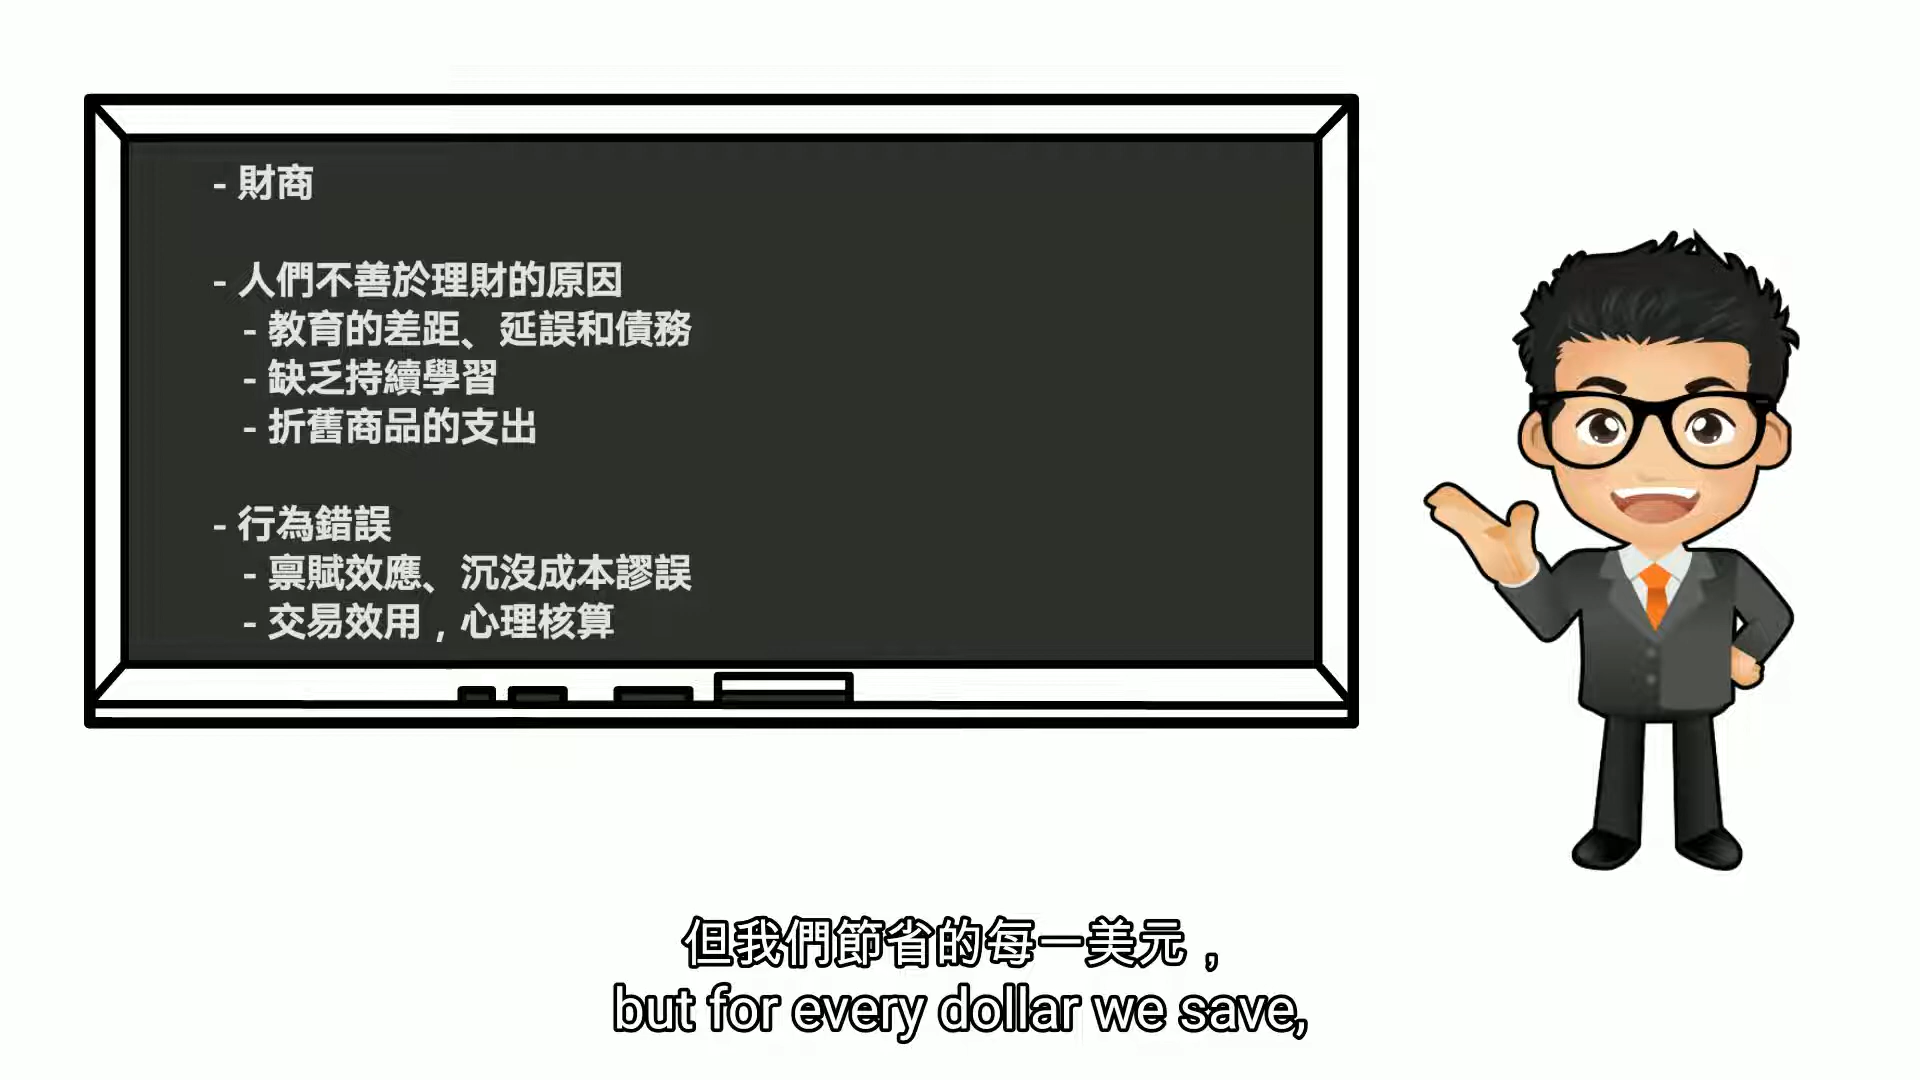 - 財商
- 人們不善於理財的原因
- 教育的差距、延誤和債務
- 缺乏持續學習
- 折舊商品的支出
- 行為錯誤
- 禀賦效應、沉沒成本謬誤
- 交易效用，心理核算
但我們節省的每一美元，
but for every dollar we save,